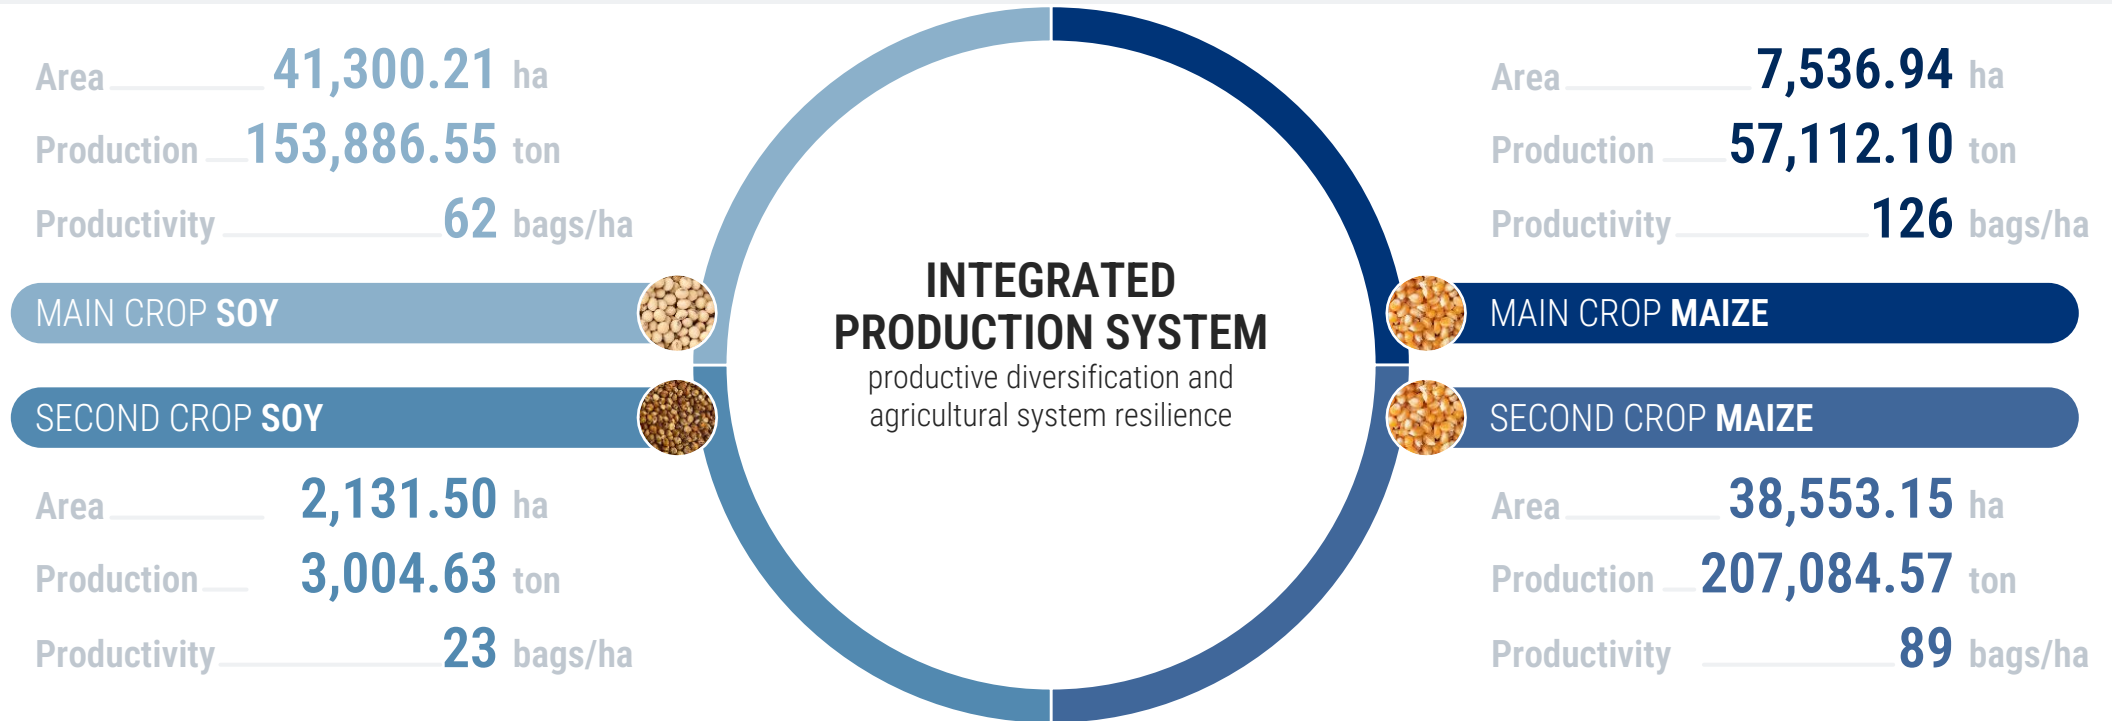 Area 41,300.21 ha
Production 153,886.55 ton
Productivity 62 bags/ha
MAIN CROP SOY
SECOND CROP SOY
Area 2,131.50 ha
Production 3,004.63 ton
Productivity 23 bags/ha
INTEGRATED
PRODUCTION SYSTEM
productive diversification and
agricultural system resilience
Area 7,536.94 ha
Production 57,112.10 ton
Productivity 126 bags/ha
MAIN CROP MAIZE
SECOND CROP MAIZE
Area 38,553.15 ha
Production 207,084.57 ton
Productivity 89 bags/ha